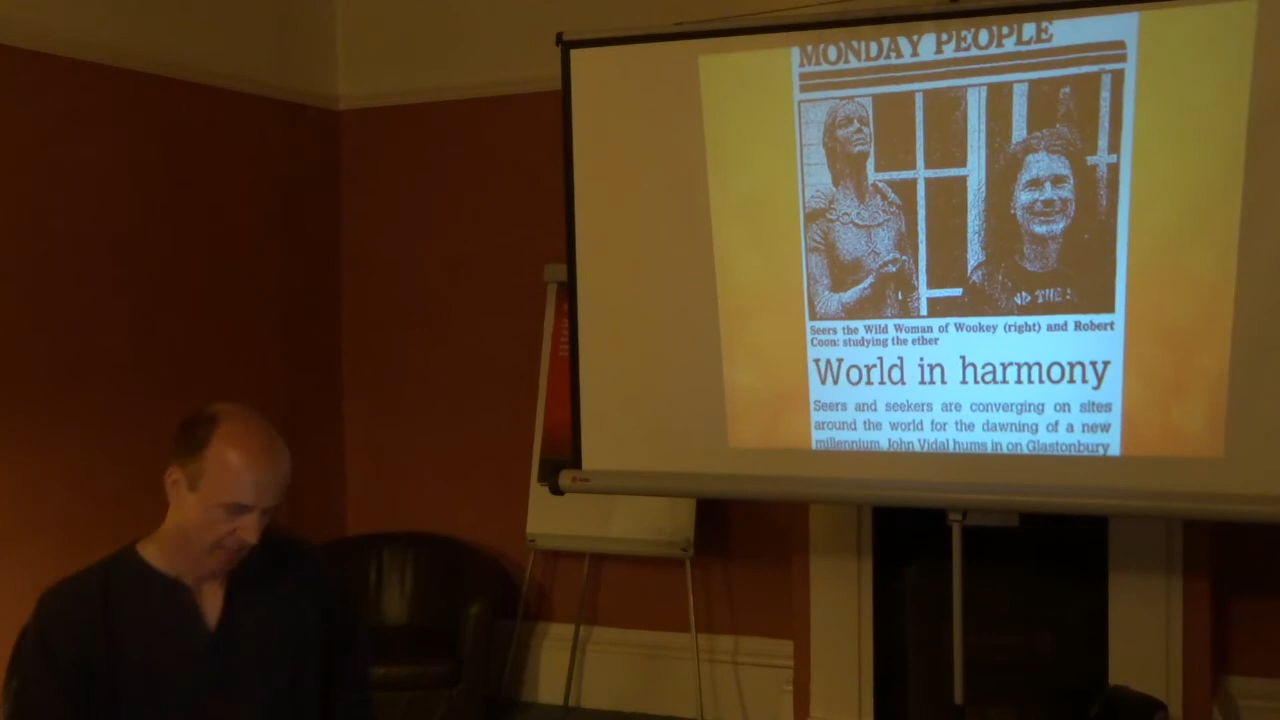 MONDAY PEOPLE
Seers the Wild Woman of Wookey (right) and Robert
Coon: studying the ether
World in harmony
Seers and seekers are converging on sites
around the world for the dawning of a new
millennium. John Vidal hums in on Glastonbury